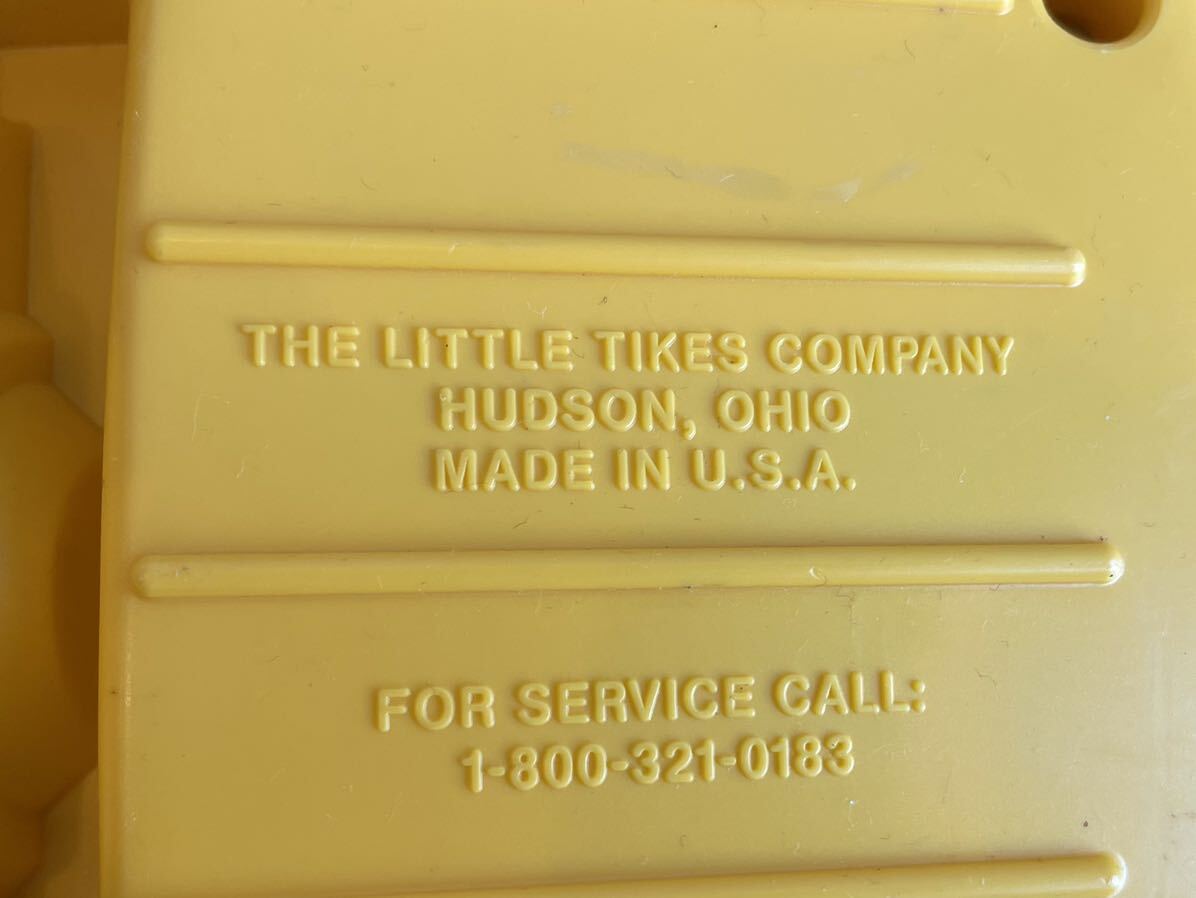 THE LITTLE TIKES COMPANY
HUDSON, OHIO
MADE IN U.S.A.
FOR SERVICE CALL:
1-800-321-0183